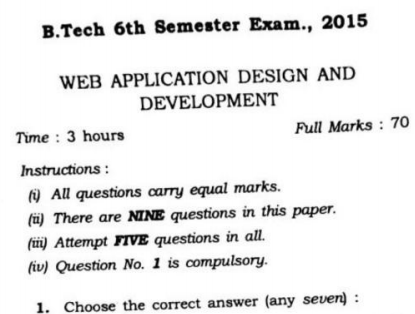 B.Tech 6th Semester Exam., 2015
WEB APPLICATION DESIGN AND
DEVELOPMENT
Time : 3 hours
Full Marks : 70
Instructions :
(i) All questions carry equal marks.
(ii) There are NINE questions in this paper.
(iii) Attempt FIVE questions in all.
(iv) Question No. 1 is compulsory.
1. Choose the correct answer (any seven) :